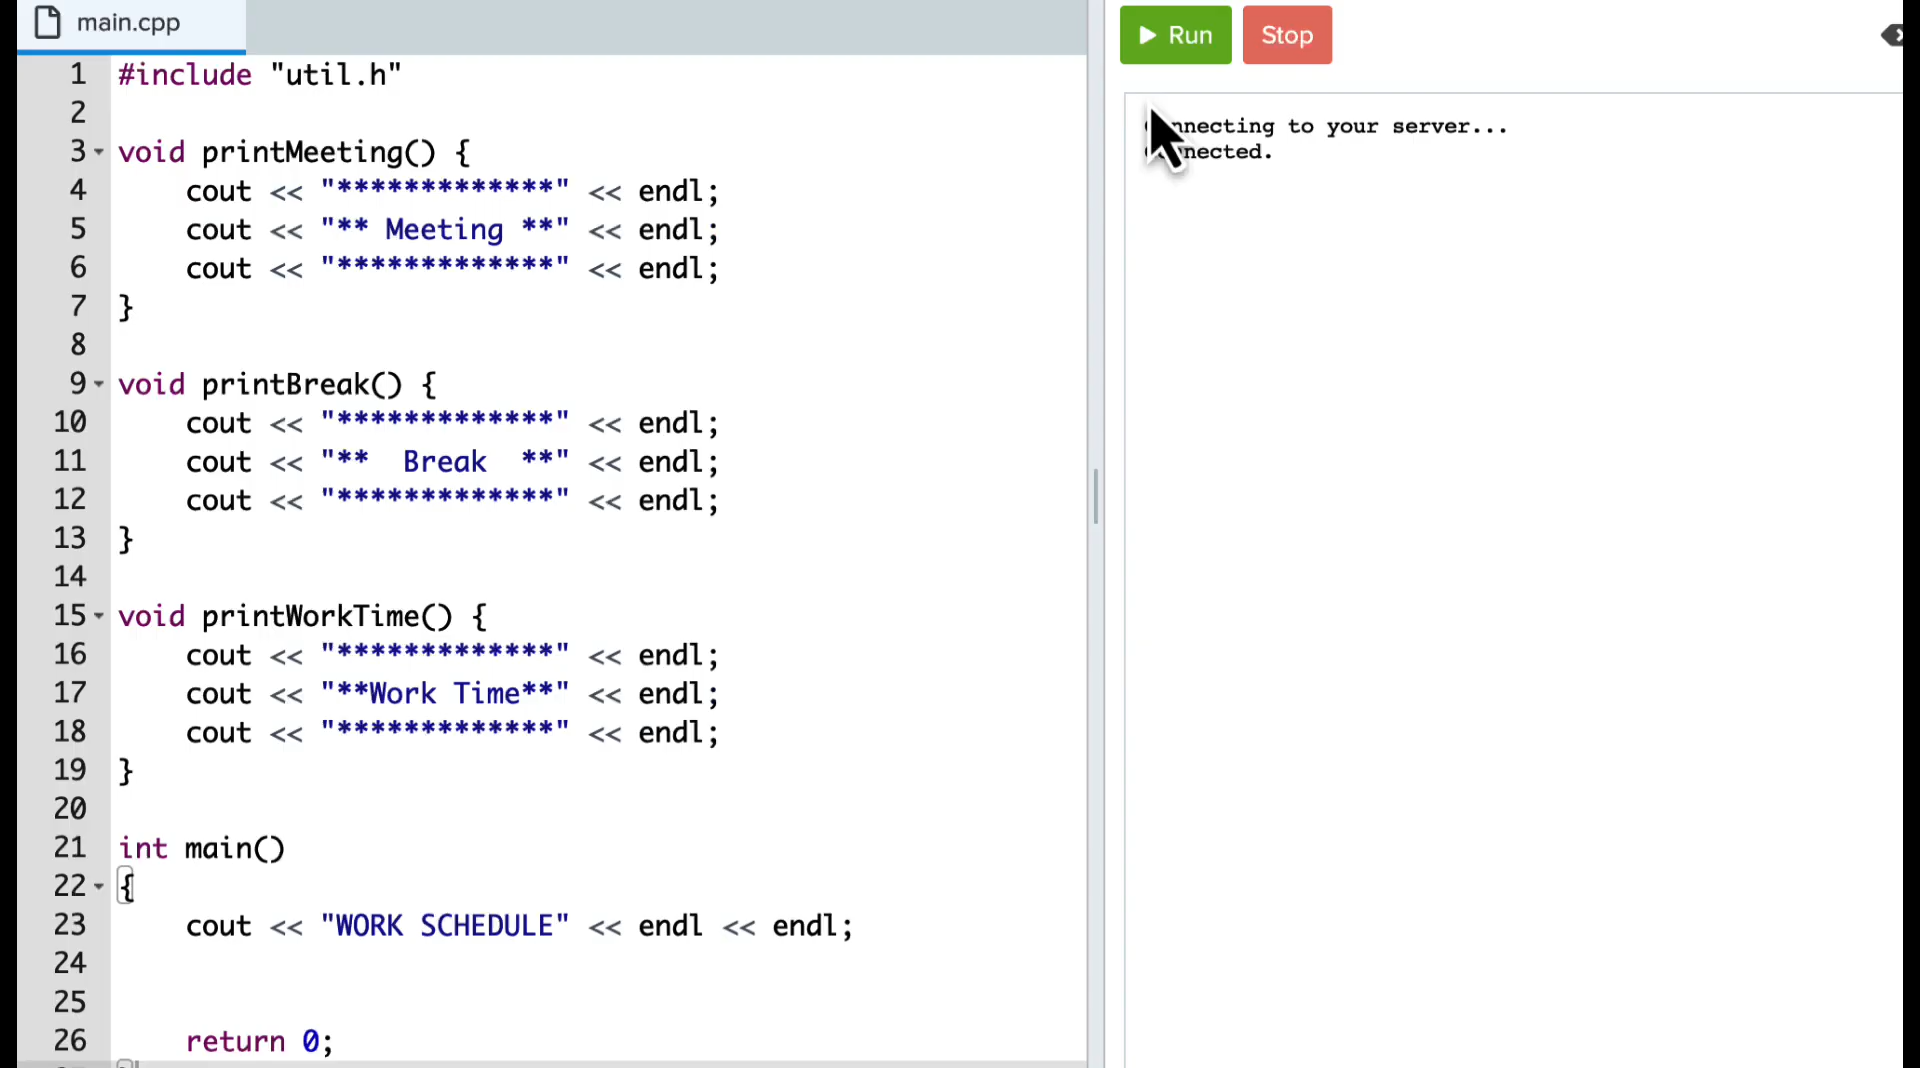 main.cpp
Run Stop
1 #include "util.h"
2
3 void printMeeting() {
4     cout << "*************" << endl;
5     cout << "** Meeting **" << endl;
6     cout << "*************" << endl;
7 }
8
9 void printBreak() {
10     cout << "*************" << endl;
11     cout << "**  Break  **" << endl;
12     cout << "*************" << endl;
13 }
14
15 void printWorkTime() {
16     cout << "*************" << endl;
17     cout << "**Work Time**" << endl;
18     cout << "*************" << endl;
19 }
20
21 int main()
22 {
23     cout << "WORK SCHEDULE" << endl << endl;
24
25
26     return 0;
Connecting to your server...
Connected.